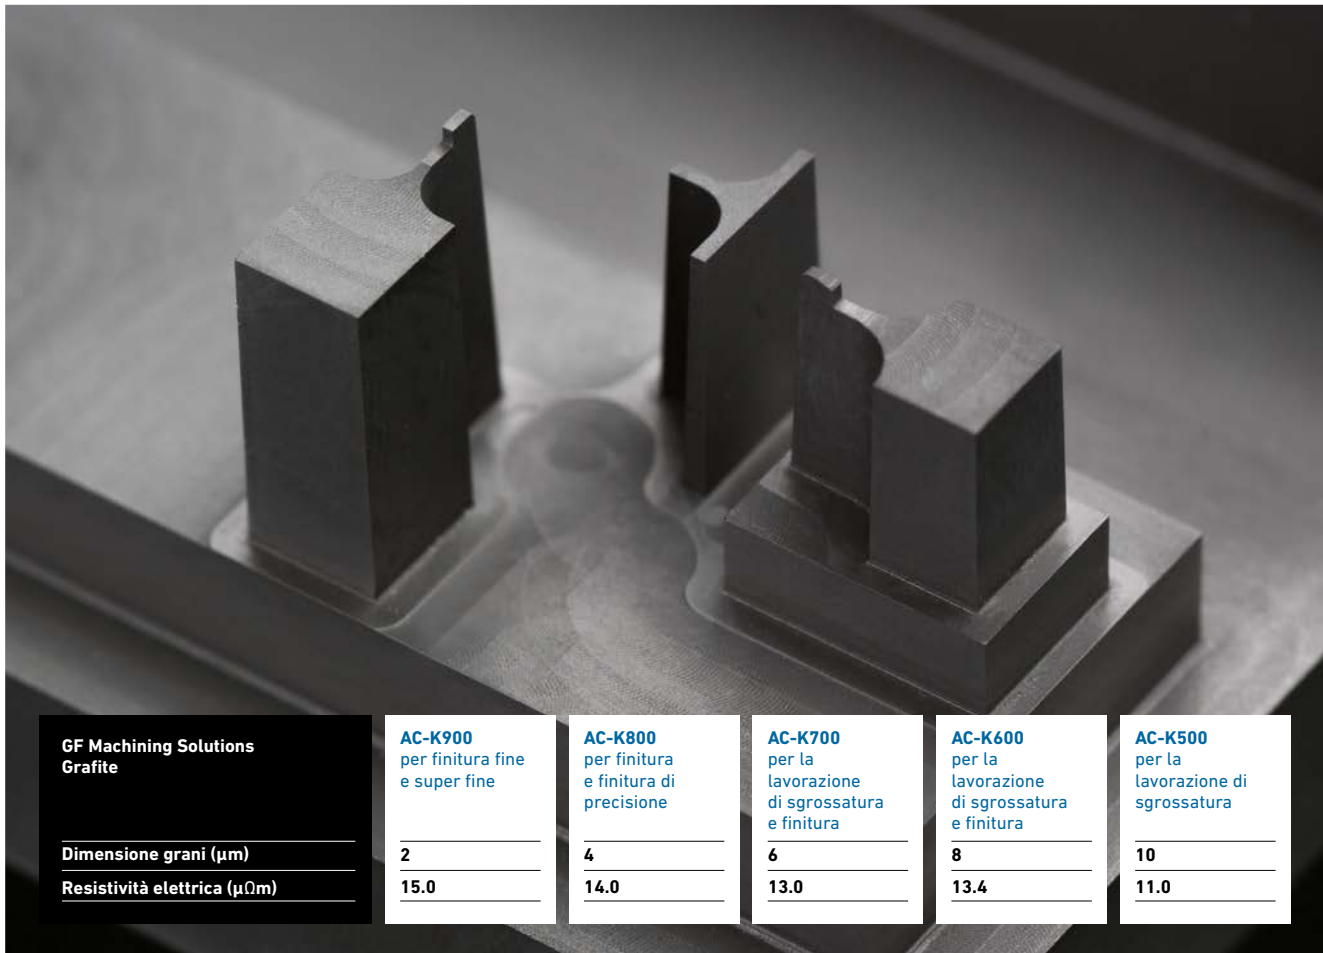 GF Machining Solutions
Grafite
AC-K900
per finitura fine
e super fine
AC-K800
per finitura
e finitura di
precisione
AC-K700
per la
lavorazione
di sgrossatura
e finitura
AC-K600
per la
lavorazione
di sgrossatura
e finitura
AC-K500
per la
lavorazione di
sgrossatura
Dimensione grani (µm) 2 4 6 8 10
Resistività elettrica (µΩm) 15.0 14.0 13.0 13.4 11.0